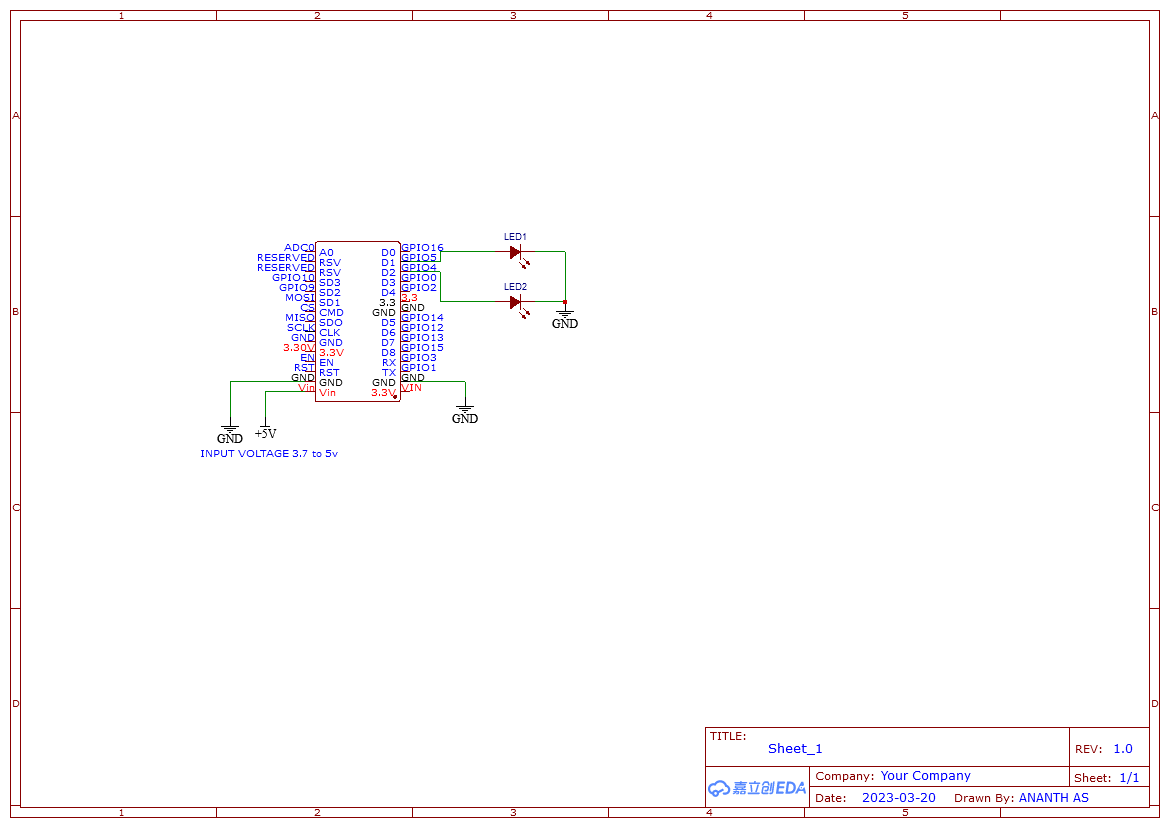 1 2 3 4 5
A A
LED1
ADC0 A0 D0 GPIO16
RESERVED RSV D1 GPIO5
RESERVED RSV D2 GPIO4
GPIO10 SD3 D3 GPIO0
GPIO9 SD2 D4 GPIO2
LED2
MOSI SD1 3.3 3.3
CS CMD GND GND
MISO SDO D5 GPIO14
SCLK CLK D6 GPIO12
GND GND D7 GPIO13
3.30V 3.3V D8 GPIO15
EN EN RX GPIO3
RST RST TX GPIO1
GND GND GND GND
Vin Vin 3.3V VIN
GND
B B
GND
GND +5V
INPUT VOLTAGE 3.7 to 5v
C C
D D
TITLE:
Sheet_1
REV: 1.0
嘉立创EDA
Company: Your Company
Sheet: 1/1
Date: 2023-03-20 Drawn By: ANANTH AS
1 2 3 4 5